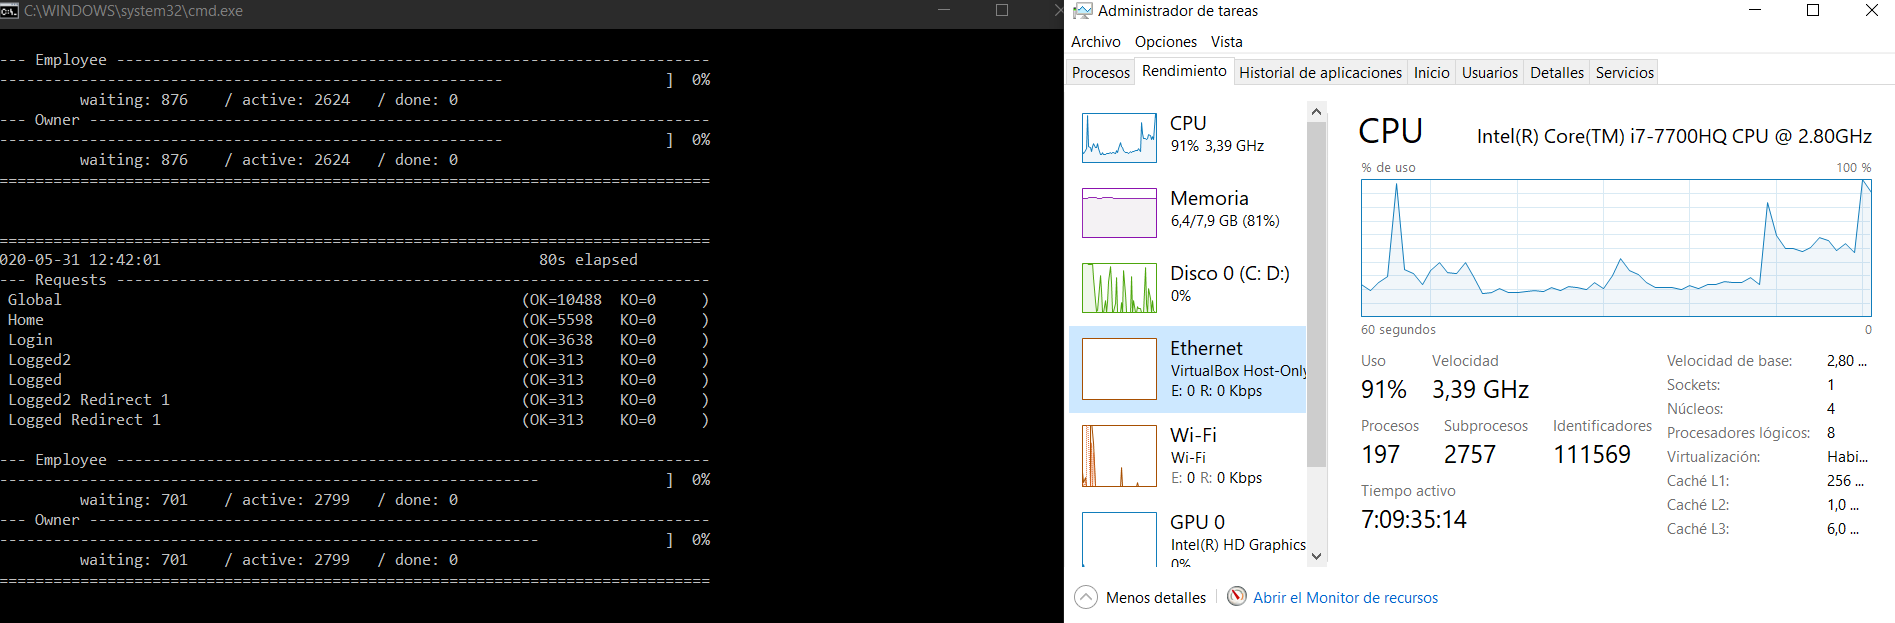 C:\WINDOWS\system32\cmd.exe
--- Employee -------------------------------------------------------------------
---------------------------------------------------------                  ]  0%
waiting: 876    / active: 2624   / done: 0
--- Owner ----------------------------------------------------------------------
---------------------------------------------------------                  ]  0%
waiting: 876    / active: 2624   / done: 0
================================================================================
================================================================================
020-05-31 12:42:01                                           80s elapsed
--- Requests -------------------------------------------------------------------
Global                                                   (OK=10488  KO=0     )
Home                                                     (OK=5598   KO=0     )
Login                                                    (OK=3638   KO=0     )
Logged2                                                  (OK=313    KO=0     )
Logged                                                   (OK=313    KO=0     )
Logged2 Redirect 1                                       (OK=313    KO=0     )
Logged Redirect 1                                        (OK=313    KO=0     )
--- Employee -------------------------------------------------------------------
-------------------------------------------------------------              ]  0%
waiting: 701    / active: 2799   / done: 0
--- Owner ----------------------------------------------------------------------
-------------------------------------------------------------              ]  0%
waiting: 701    / active: 2799   / done: 0
================================================================================
Administrador de tareas
Archivo Opciones Vista
Procesos Rendimiento Historial de aplicaciones Inicio Usuarios Detalles Servicios
CPU
91% 3,39 GHz
Memoria
6,4/7,9 GB (81%)
Disco 0 (C: D:)
0%
Ethernet
VirtualBox Host-Only
E: 0 R: 0 Kbps
Wi-Fi
Wi-Fi
E: 0 R: 0 Kbps
GPU 0
Intel(R) HD Graphics
0%
CPU Intel(R) Core(TM) i7-7700HQ CPU @ 2.80GHz
% de uso 100 %
60 segundos 0
Uso Velocidad
91% 3,39 GHz
Procesos Subprocesos Identificadores
197 2757 111569
Tiempo activo
7:09:35:14
Velocidad de base: 2,80 ...
Sockets: 1
Núcleos: 4
Procesadores lógicos: 8
Virtualización: Habi...
Caché L1: 256 ...
Caché L2: 1,0 ...
Caché L3: 6,0 ...
Menos detalles Abrir el Monitor de recursos